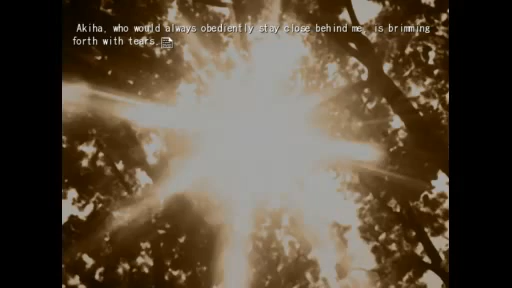 Akiha, who would always obediently stay close behind me, is brimming
forth with tears.